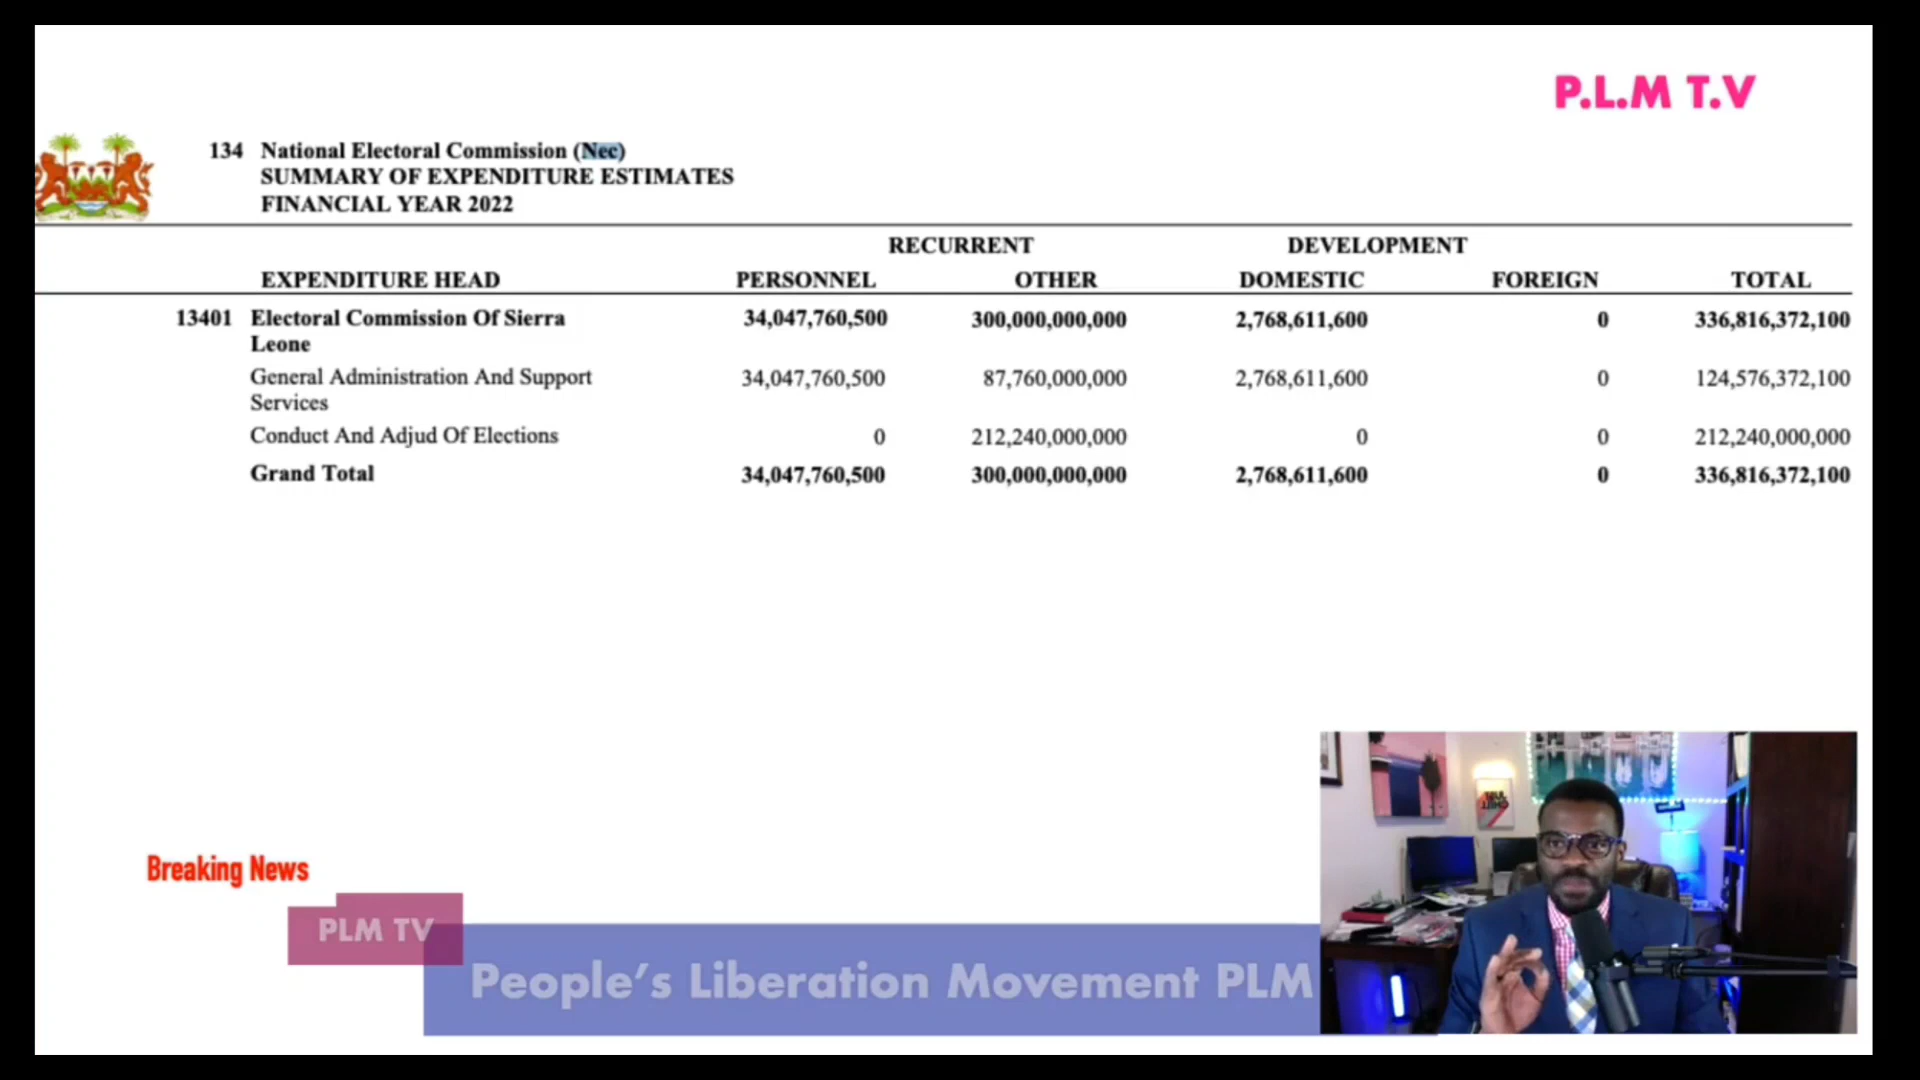 P.L.M T.V
134 National Electoral Commission (Nec)
SUMMARY OF EXPENDITURE ESTIMATES
FINANCIAL YEAR 2022
RECURRENT DEVELOPMENT
EXPENDITURE HEAD PERSONNEL OTHER DOMESTIC FOREIGN TOTAL
13401 Electoral Commission Of Sierra 34,047,760,500 300,000,000,000 2,768,611,600 0 336,816,372,100
Leone
General Administration And Support 34,047,760,500 87,760,000,000 2,768,611,600 0 124,576,372,100
Services
Conduct And Adjud Of Elections 0 212,240,000,000 0 0 212,240,000,000
Grand Total 34,047,760,500 300,000,000,000 2,768,611,600 0 336,816,372,100
Breaking News
PLM TV
People's Liberation Movement PLM